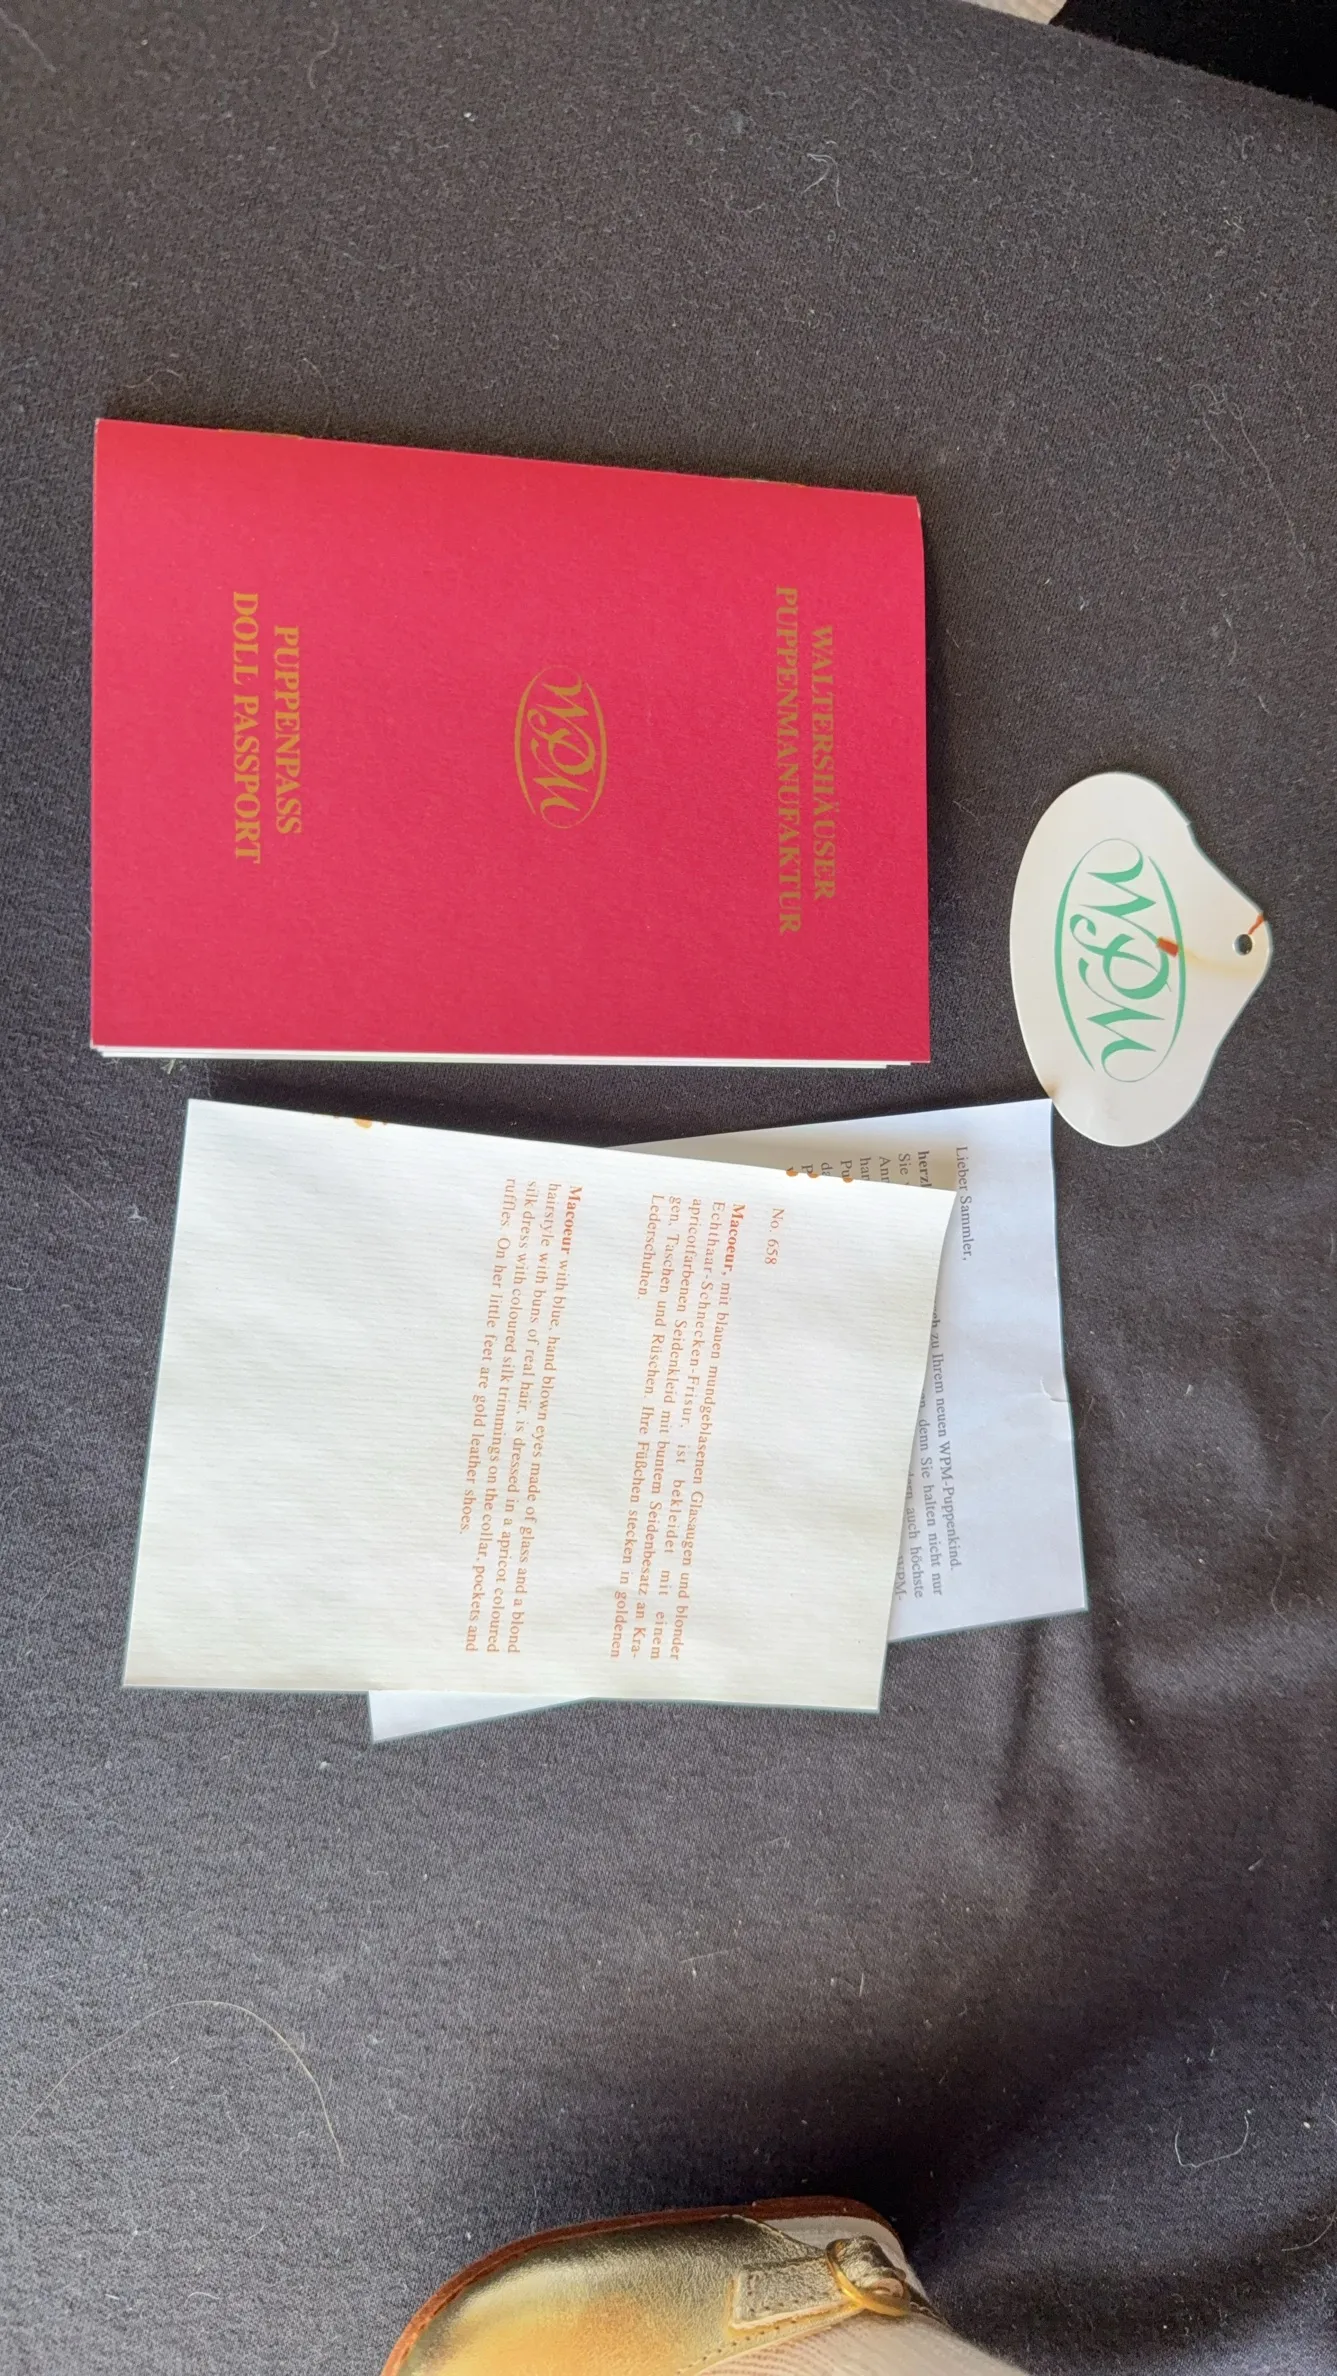 WALTERSHÄUSER
PUPPENMANUFAKTUR
WPM
PUPPENPASS
DOLL PASSPORT
WPM
Lieber Sammler,
herzl
zu Ihrem neuen WPM-Puppenkind.
Sie
denn Sie halten nicht nur
auch höchste
WPM-
No. 658
Macoeur, mit blauen mundgeblasenen Glasaugen und blonder
Echthaar-Schnecken-Frisur, ist bekleidet mit einem
apricotfarbenen Seidenkleid mit buntem Seidenbesatz an Kra-
gen, Taschen und Rüschen. Ihre Füßchen stecken in goldenen
Lederschuhen.
Macoeur with blue, hand blown eyes made of glass and a blond
hairstyle with buns of real hair, is dressed in a apricot coloured
silk dress with coloured silk trimmings on the collar, pockets and
ruffles. On her little feet are gold leather shoes.